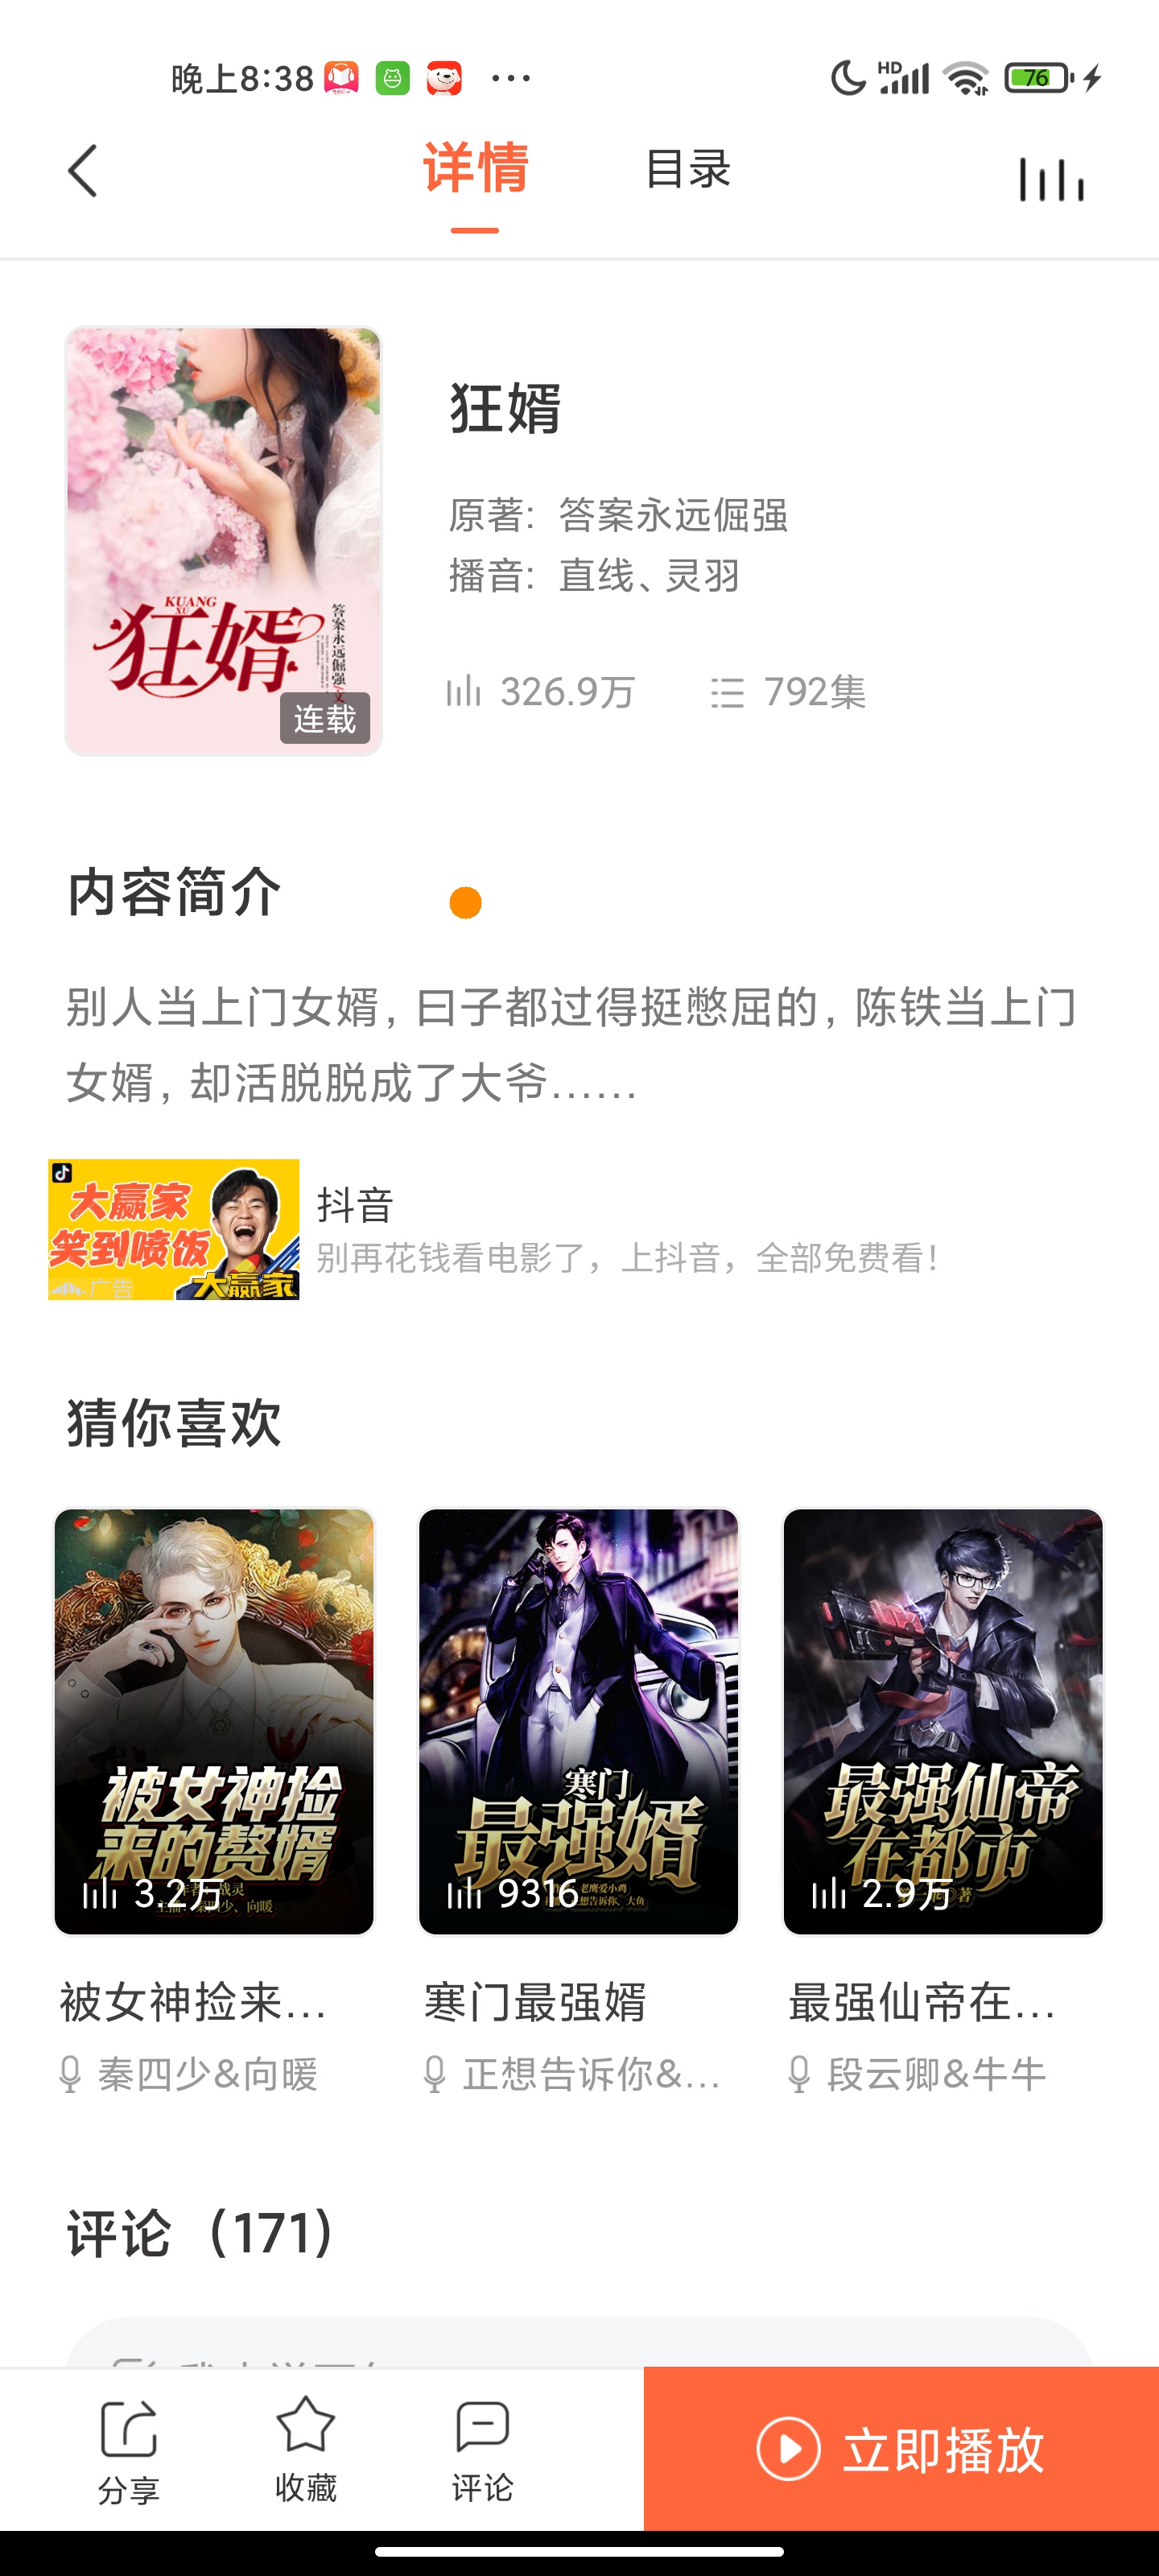 晚上8:38
HD
76
详情
目录
狂婿
原著: 答案永远倔强
播音: 直线、灵羽
326.9万
792集
KUANG
XU
狂婿
答案永远倔强
连载
内容简介
别人当上门女婿, 曰子都过得挺憋屈的, 陈铁当上门
女婿, 却活脱脱成了大爷......
大赢家
笑到喷饭
大赢家
广告
抖音
别再花钱看电影了，上抖音，全部免费看！
猜你喜欢
被女神捡
来的赘婿
3.2万
寒门
最强婿
9316
最强仙帝
在都市
2.9万
被女神捡来...
寒门最强婿
最强仙帝在...
秦四少&向暖
正想告诉你&...
段云卿&牛牛
评论（171）
分享
收藏
评论
立即播放